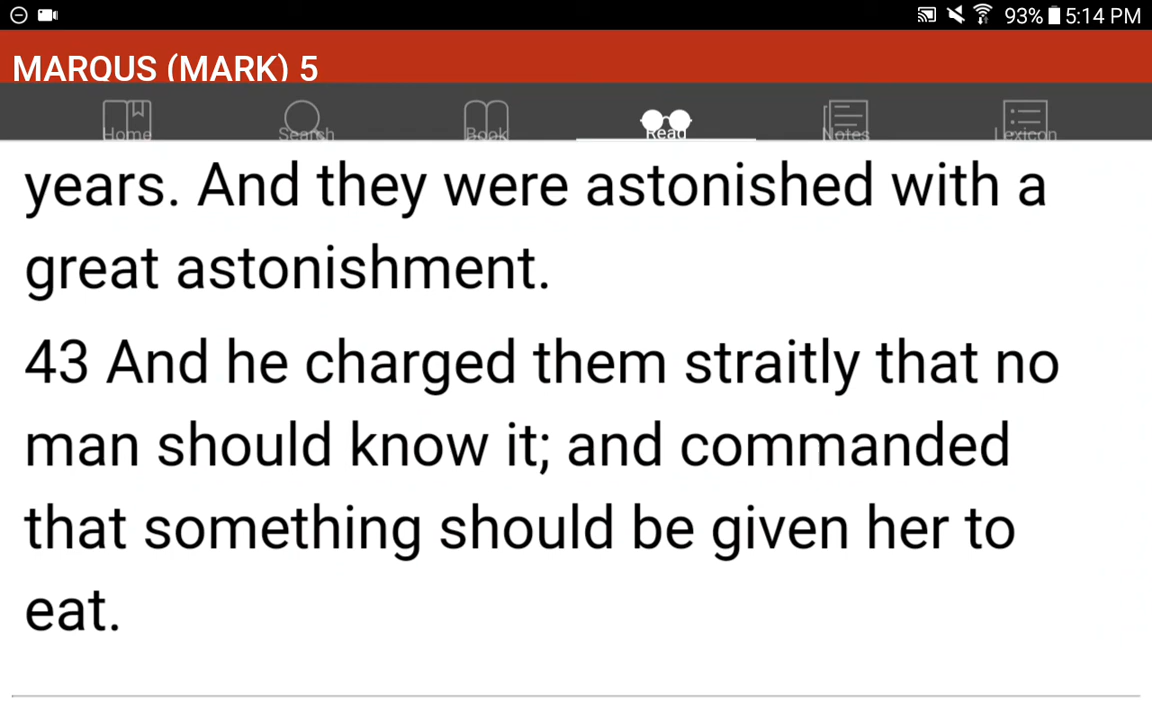 93% 5:14 PM
MARQUS (MARK) 5
Home Search Book Read Notes Lexicon
years. And they were astonished with a
great astonishment.
43 And he charged them straitly that no
man should know it; and commanded
that something should be given her to
eat.